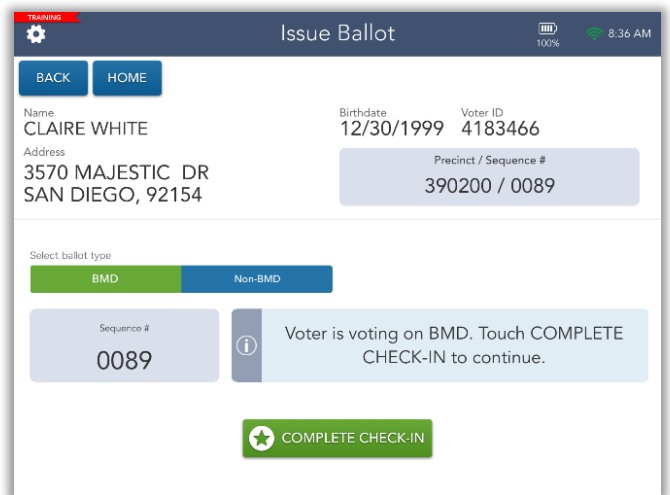 TRAINING
Issue Ballot
100%
8:36 AM
BACK
HOME
Name
CLAIRE WHITE
Birthdate
12/30/1999
Voter ID
4183466
Address
3570 MAJESTIC DR
SAN DIEGO, 92154
Precinct / Sequence #
390200 / 0089
Select ballot type
BMD
Non-BMD
Sequence #
0089
Voter is voting on BMD. Touch COMPLETE
CHECK-IN to continue.
COMPLETE CHECK-IN